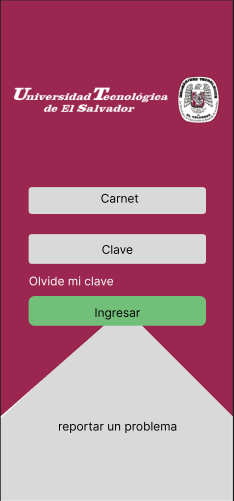 Universidad Tecnológica
de El Salvador
Carnet
Clave
Olvide mi clave
Ingresar
reportar un problema